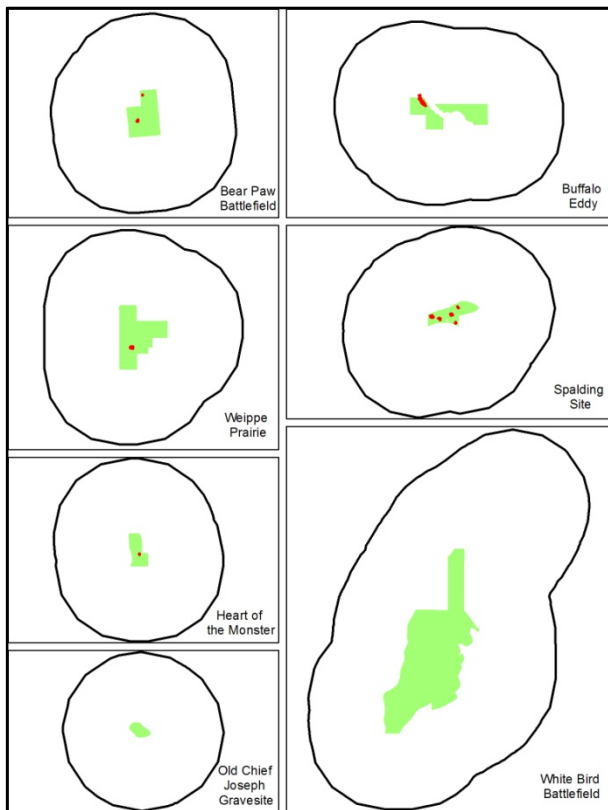 Bear Paw
Battlefield
Buffalo
Eddy
Weippe
Prairie
Spalding
Site
Heart of
the Monster
Old Chief
Joseph
Gravesite
White Bird
Battlefield